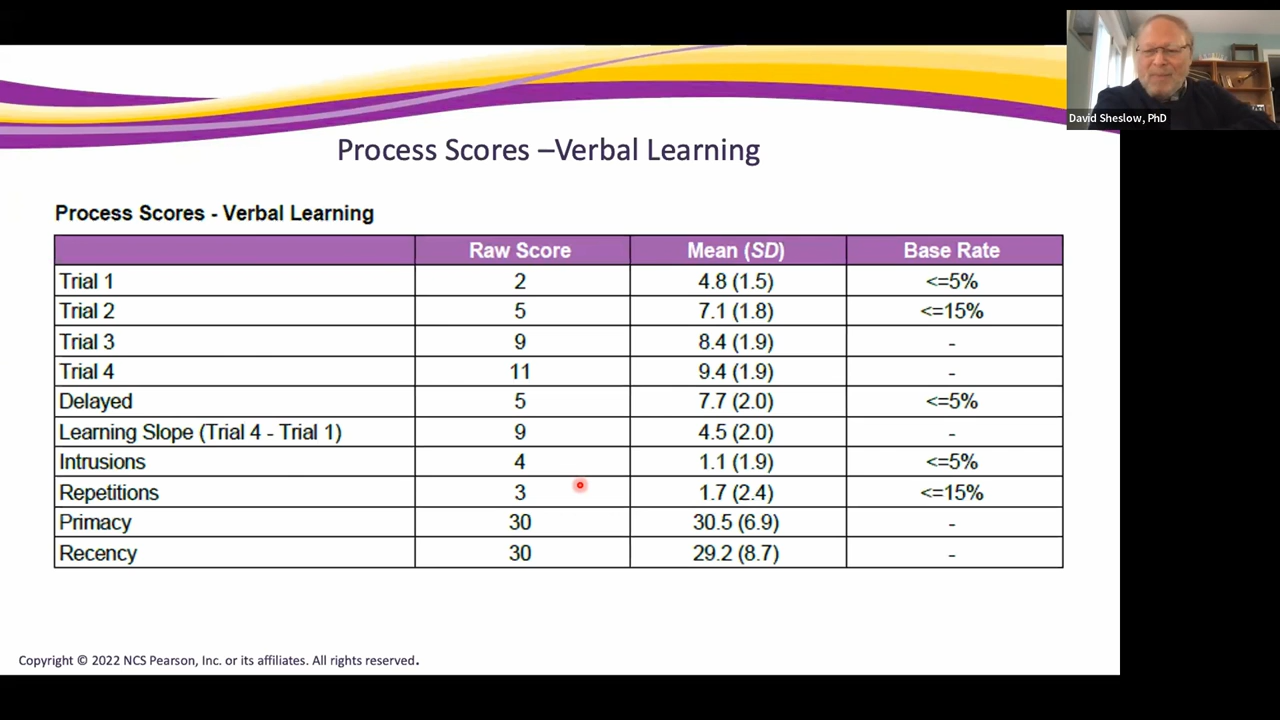 David Sheslow, PhD
Process Scores –Verbal Learning
Process Scores - Verbal Learning
Raw Score Mean (SD) Base Rate
Trial 1 2 4.8 (1.5) <=5%
Trial 2 5 7.1 (1.8) <=15%
Trial 3 9 8.4 (1.9) -
Trial 4 11 9.4 (1.9) -
Delayed 5 7.7 (2.0) <=5%
Learning Slope (Trial 4 - Trial 1) 9 4.5 (2.0) -
Intrusions 4 1.1 (1.9) <=5%
Repetitions 3 1.7 (2.4) <=15%
Primacy 30 30.5 (6.9) -
Recency 30 29.2 (8.7) -
Copyright © 2022 NCS Pearson, Inc. or its affiliates. All rights reserved.